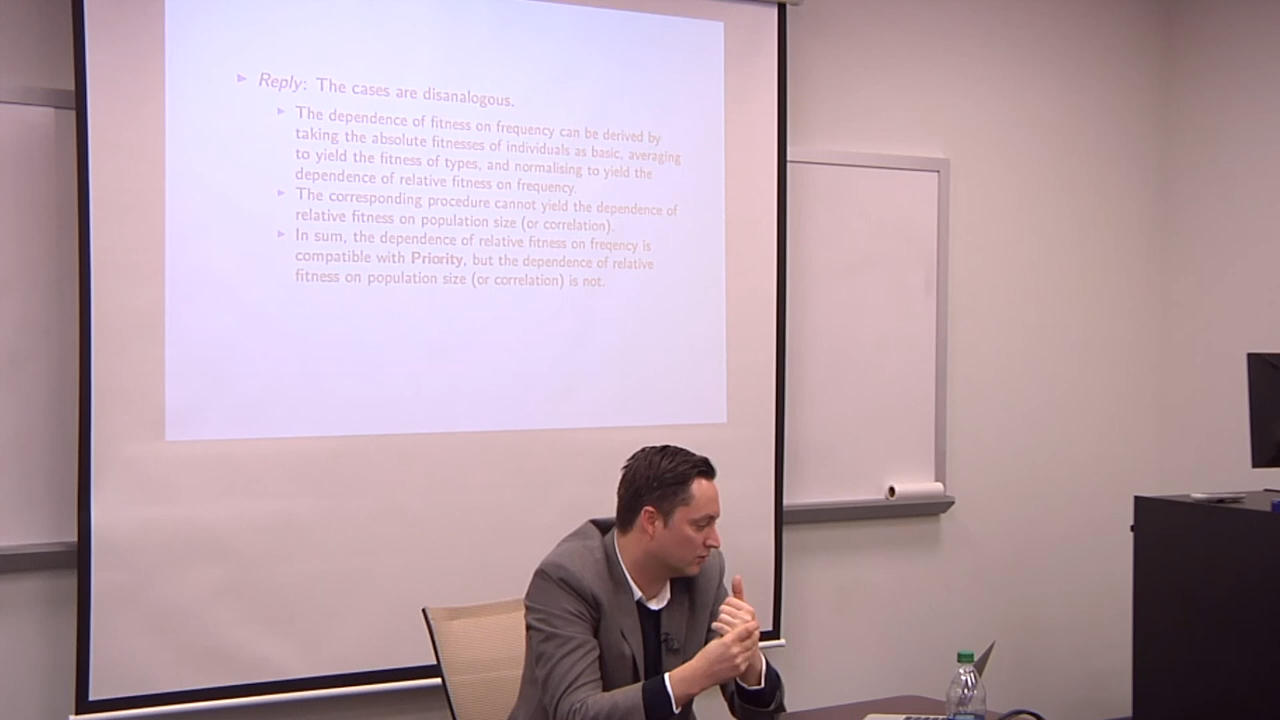 Reply: The cases are disanalogous.
The dependence of fitness on frequency can be derived by
taking the absolute fitnesses of individuals as basic, averaging
to yield the fitness of types, and normalising to yield the
dependence of relative fitness on frequency.
The corresponding procedure cannot yield the dependence of
relative fitness on population size (or correlation).
In sum, the dependence of relative fitness on freqency is
compatible with Priority, but the dependence of relative
fitness on population size (or correlation) is not.